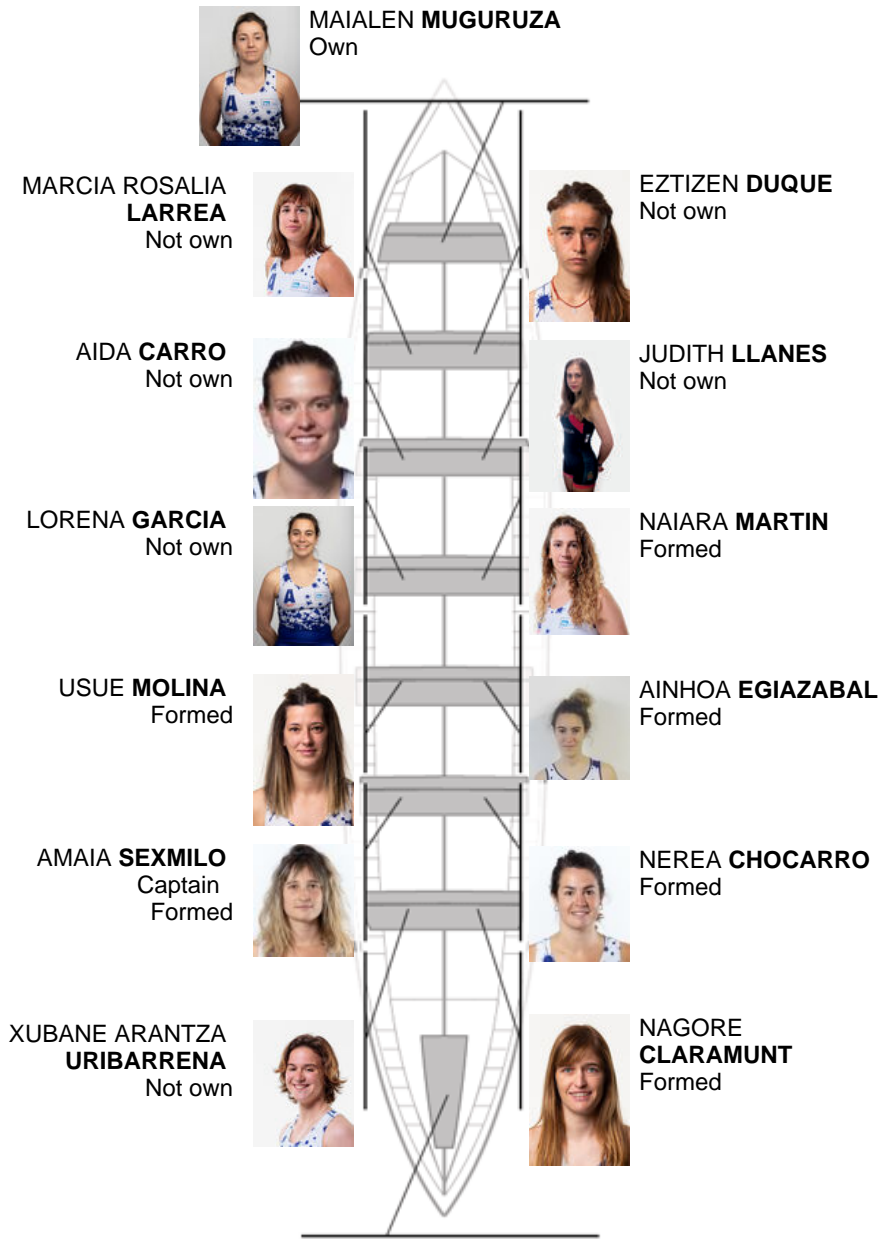 MAIALEN MUGURUZA
Own
MARCIA ROSALIA
LARREA
Not own
EZTIZEN DUQUE
Not own
AIDA CARRO
Not own
JUDITH LLANES
Not own
LORENA GARCIA
Not own
NAIARA MARTIN
Formed
USUE MOLINA
Formed
AINHOA EGIAZABAL
Formed
AMAIA SEXMILO
Captain
Formed
NEREA CHOCARRO
Formed
XUBANE ARANTZA
URIBARRENA
Not own
NAGORE
CLARAMUNT
Formed